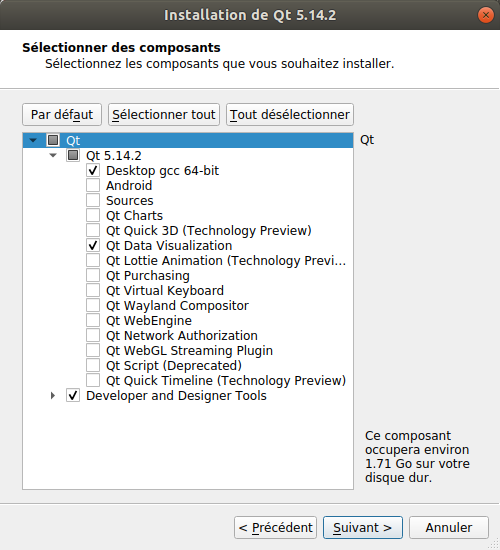 Installation de Qt 5.14.2
Sélectionner des composants
Sélectionnez les composants que vous souhaitez installer.
Par défaut
Sélectionner tout
Tout désélectionner
Qt
Qt
Qt 5.14.2
Desktop gcc 64-bit
Android
Sources
Qt Charts
Qt Quick 3D (Technology Preview)
Qt Data Visualization
Qt Lottie Animation (Technology Previ...
Qt Purchasing
Qt Virtual Keyboard
Qt Wayland Compositor
Qt WebEngine
Qt Network Authorization
Qt WebGL Streaming Plugin
Qt Script (Deprecated)
Qt Quick Timeline (Technology Preview)
Developer and Designer Tools
Ce composant
occupera environ
1.71 Go sur votre
disque dur.
< Précédent
Suivant >
Annuler